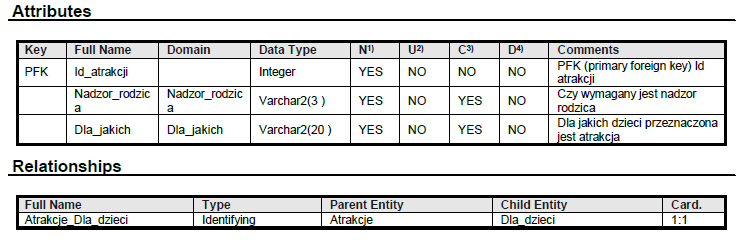 Attributes
Key Full Name Domain Data Type N1) U2) C3) D4) Comments
PFK Id_atrakcji Integer YES NO NO NO PFK (primary foreign key) Id
atrakcji
Nadzor_rodzic Nadzor_rodzic Varchar2(3 ) YES NO YES NO Czy wymagany jest nadzor
a a rodzica
Dla_jakich Dla_jakich Varchar2(20 ) YES NO YES NO Dla jakich dzieci przeznaczona
jest atrakcja
Relationships
Full Name Type Parent Entity Child Entity Card.
Atrakcje_Dla_dzieci Identifying Atrakcje Dla_dzieci 1:1